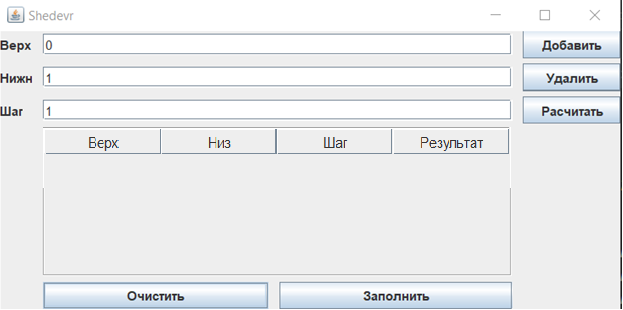 Shedevr
Верх 0 Добавить
Нижн 1 Удалить
Шаг 1 Расчитать
Верх Низ Шаг Результат
Очистить Заполнить